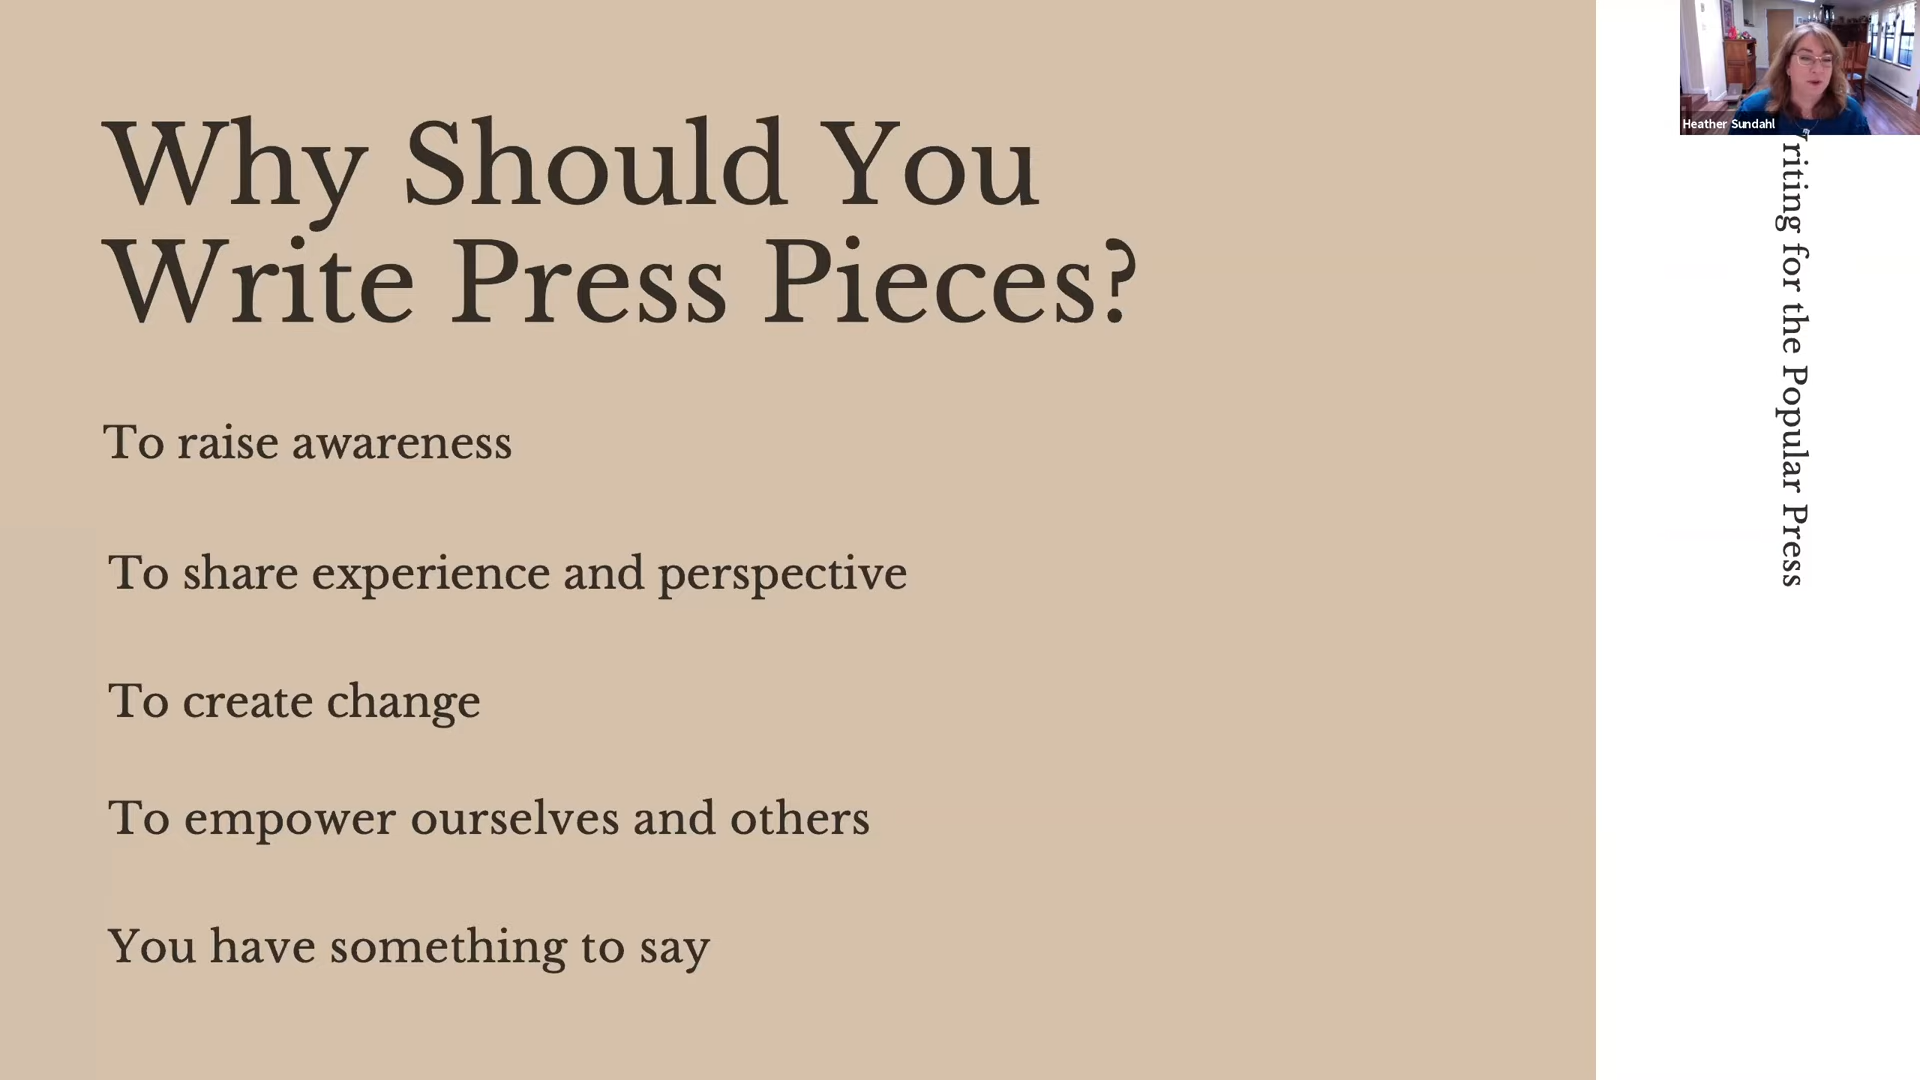 Why Should You
Write Press Pieces?
To raise awareness
To share experience and perspective
To create change
To empower ourselves and others
You have something to say
Heather Sundahl
for the Popular Press